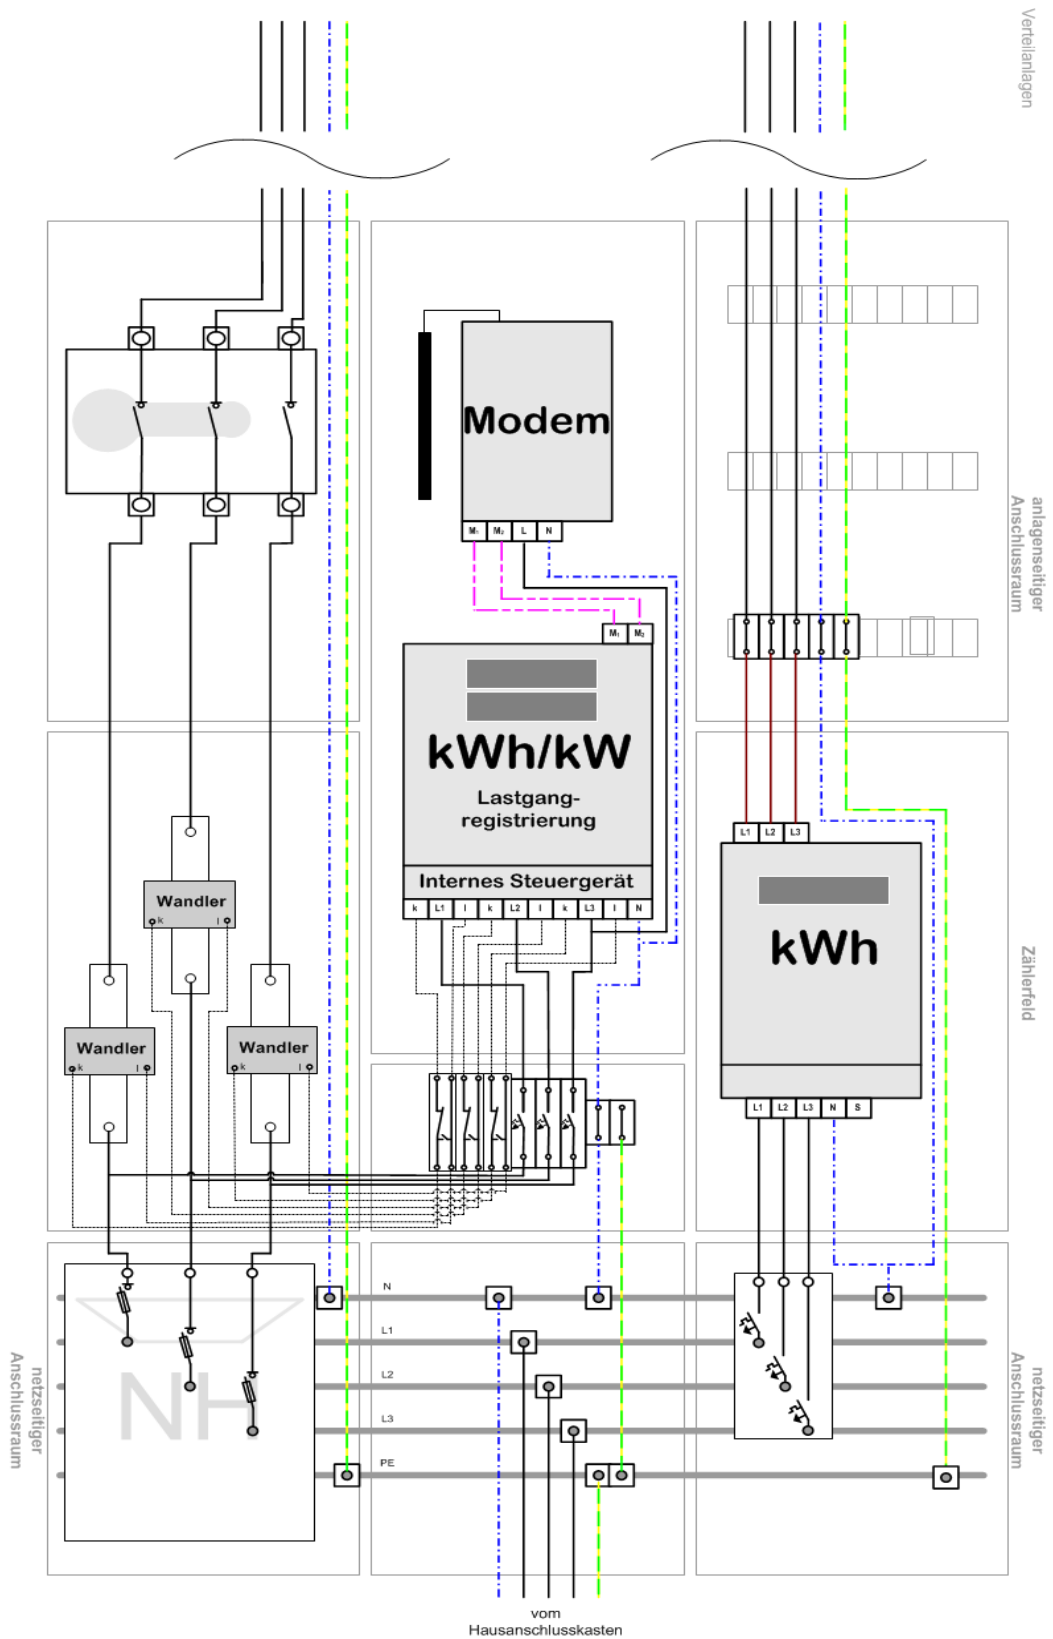 Verteilanlagen
Modem
M₁ M₂ L N
anlagenseitiger
Anschlussraum
M₁ M₂
kWh/kW
Lastgang-
registrierung
Internes Steuergerät
k L1 l k L2 l k L3 l N
L1 L2 L3
kWh
L1 L2 L3 N S
Zählerfeld
Wandler
k l
Wandler
k l
Wandler
k l
N
L1
L2
L3
PE
NH
netzseitiger
Anschlussraum
netzseitiger
Anschlussraum
vom
Hausanschlusskasten